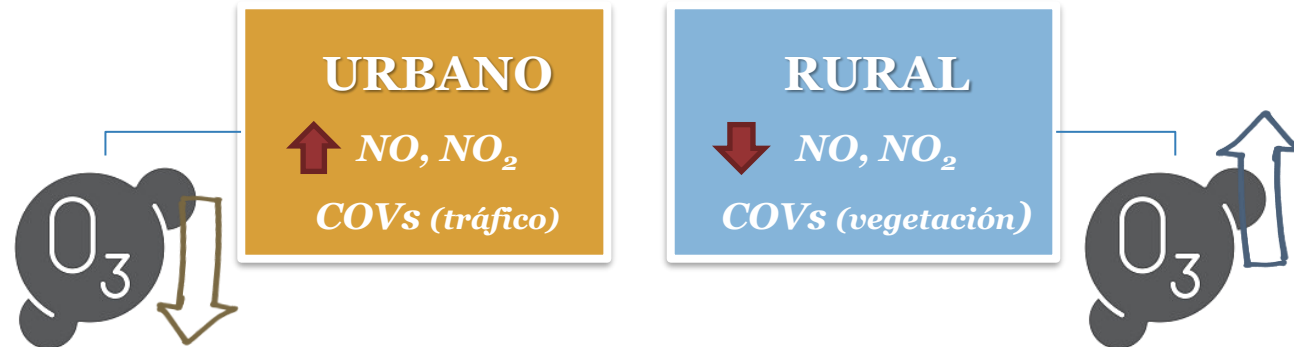 URBANO
NO, NO₂
COVs (tráfico)
O₃
RURAL
NO, NO₂
COVs (vegetación)
O₃